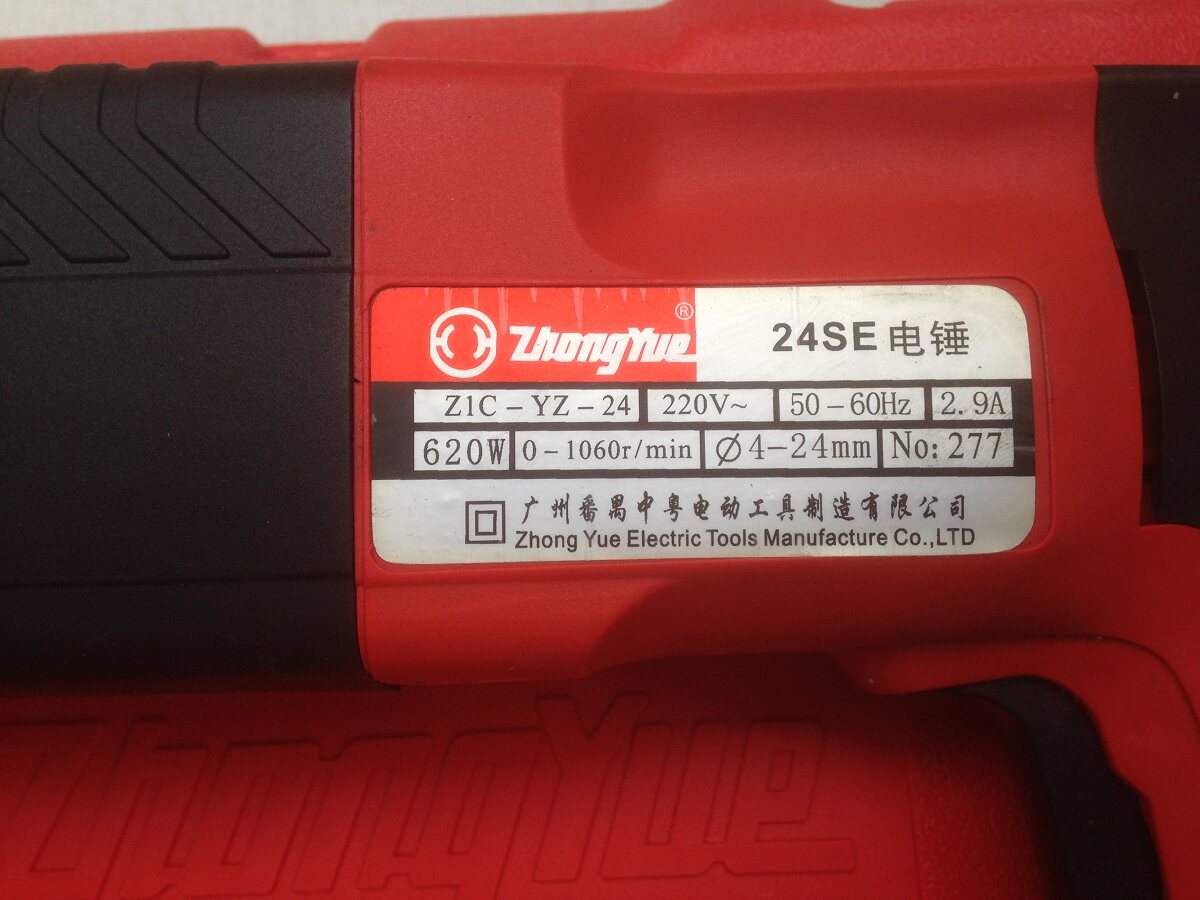 ZhongYue ®
24SE 电锤
Z1C-YZ-24 220V~ 50-60Hz 2.9A
620W 0-1060r/min Ø4-24mm No:277
广州番禺中粤电动工具制造有限公司
Zhong Yue Electric Tools Manufacture Co.,LTD
ZhongYue